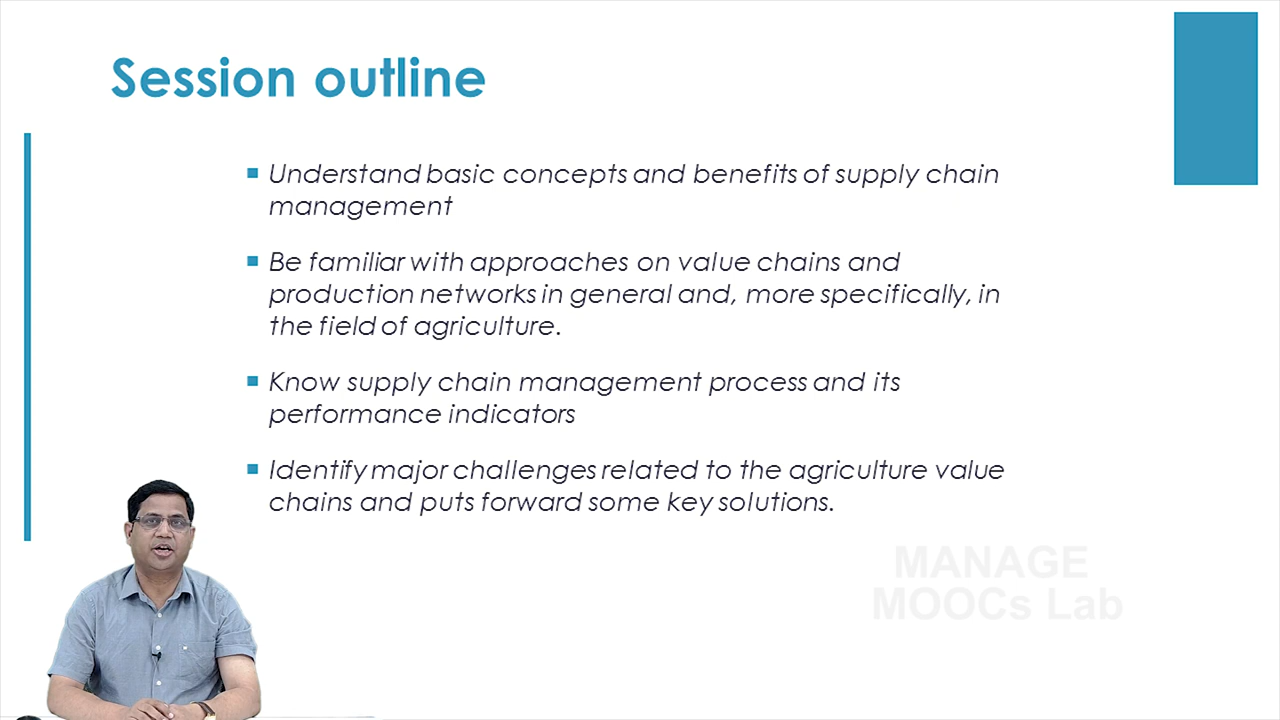 Session outline
Understand basic concepts and benefits of supply chain
management
Be familiar with approaches on value chains and
production networks in general and, more specifically, in
the field of agriculture.
Know supply chain management process and its
performance indicators
Identify major challenges related to the agriculture value
chains and puts forward some key solutions.
MANAGE
MOOCs Lab